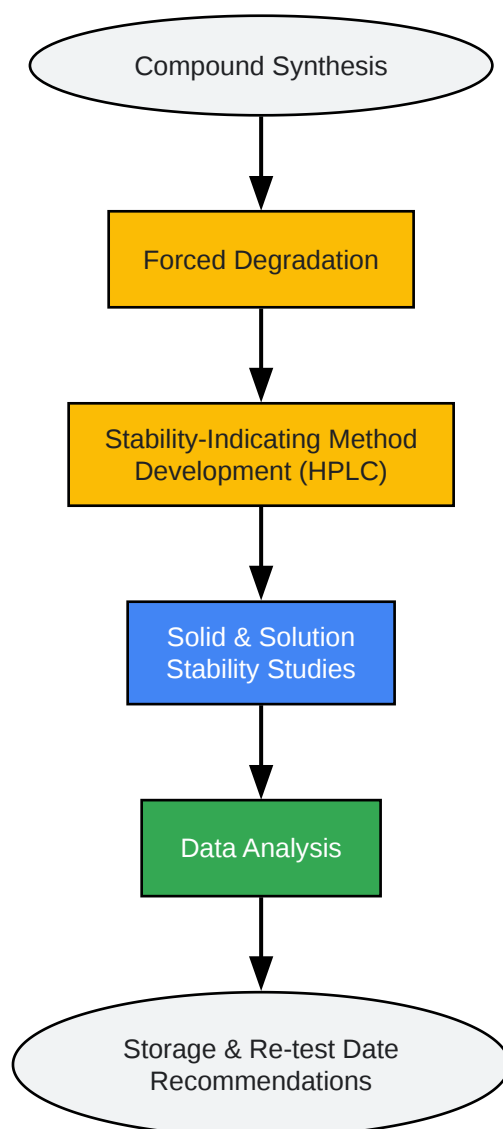 Compound Synthesis
Forced Degradation
Stability-Indicating Method
Development (HPLC)
Solid & Solution
Stability Studies
Data Analysis
Storage & Re-test Date
Recommendations